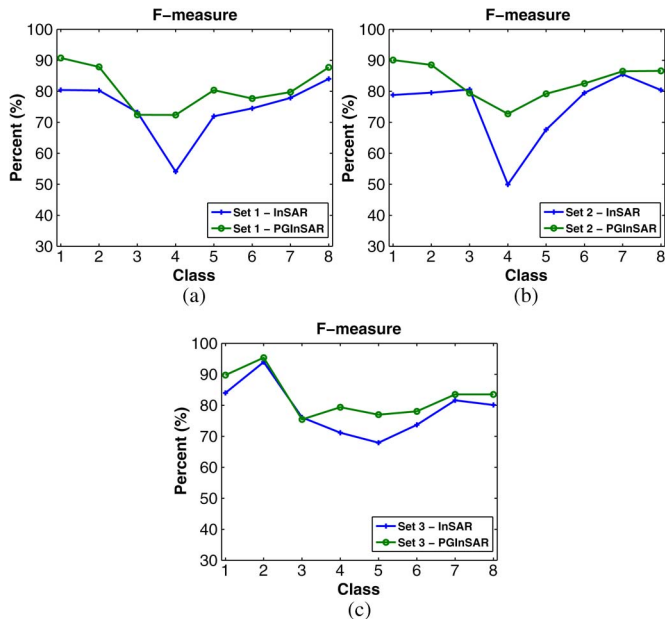 F-measure
Percent (%)
100
90
80
70
60
50
40
30
Set 1 – InSAR
Set 1 – PGInSAR
1 2 3 4 5 6 7 8
Class
(a)
F-measure
Percent (%)
100
90
80
70
60
50
40
30
Set 2 – InSAR
Set 2 – PGInSAR
1 2 3 4 5 6 7 8
Class
(b)
F-measure
Percent (%)
100
90
80
70
60
50
40
30
Set 3 – InSAR
Set 3 – PGInSAR
1 2 3 4 5 6 7 8
Class
(c)